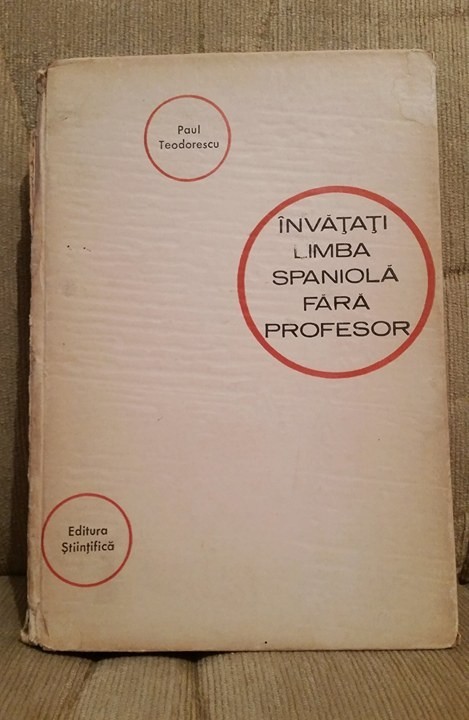 Paul
Teodorescu
ÎNVĂŢAŢI
LIMBA
SPANIOLĂ
FĂRĂ
PROFESOR
Editura
Ştiinţifică